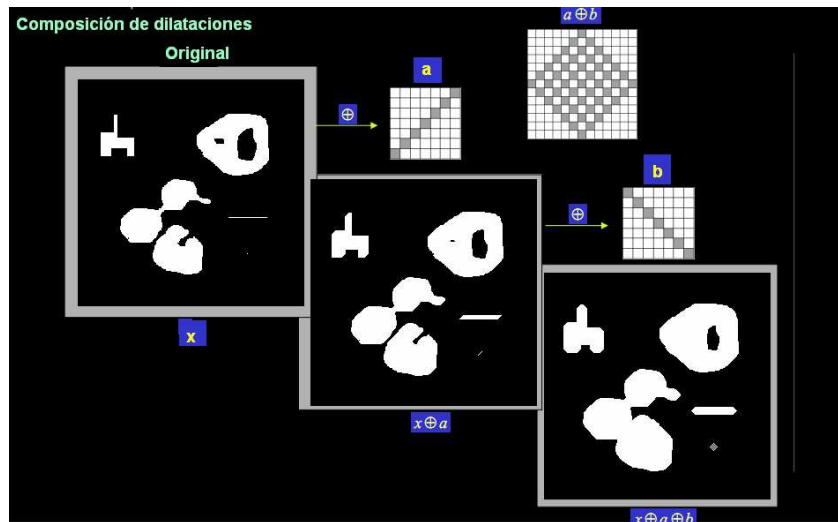 Composición de dilataciones
a⊕b
Original
a
⊕
b
⊕
x
x⊕a
x⊕a⊕b